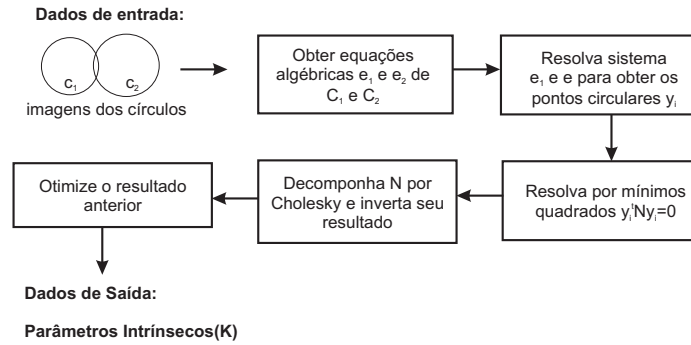 Dados de entrada:
C₁ C₂
imagens dos círculos
Obter equações
algébricas e₁ e e₂ de
C₁ e C₂
Resolva sistema
e₁ e e para obter os
pontos circulares yᵢ
Resolva por mínimos
quadrados yᵢᵗNyᵢ=0
Decomponha N por
Cholesky e inverta seu
resultado
Otimize o resultado
anterior
Dados de Saída:
Parâmetros Intrínsecos(K)